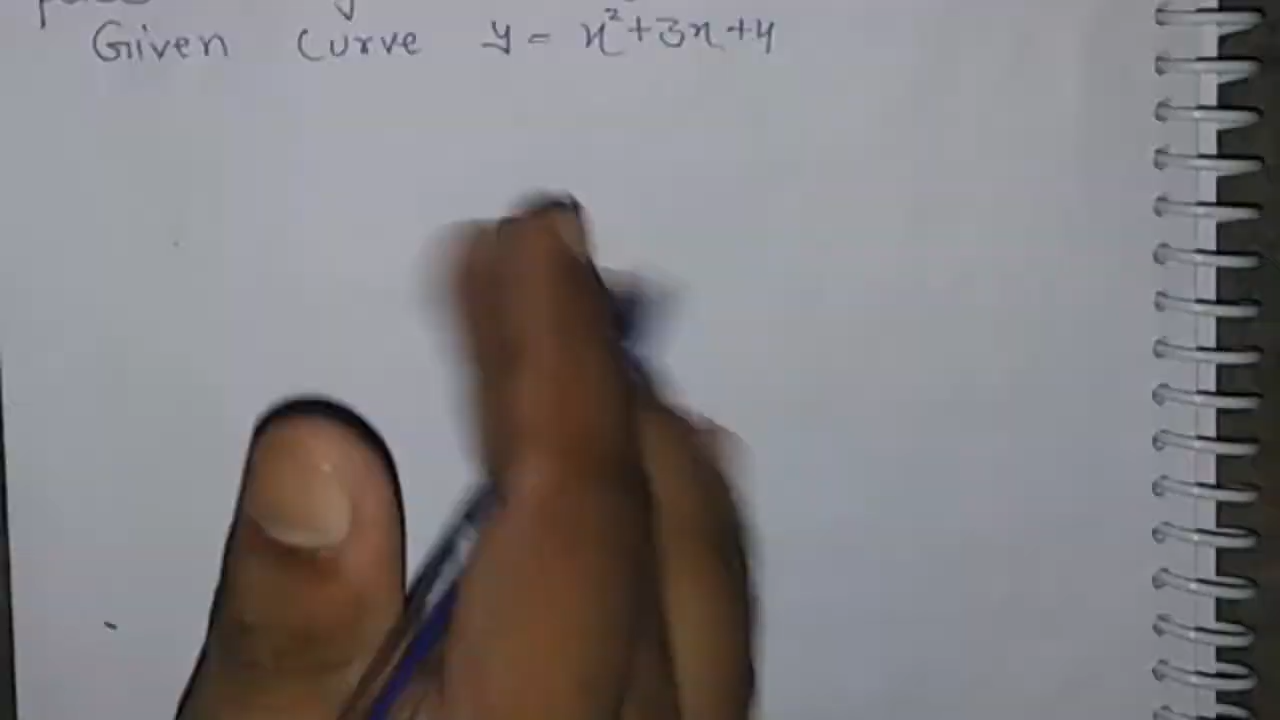 Given Curve y = x²+3x+4